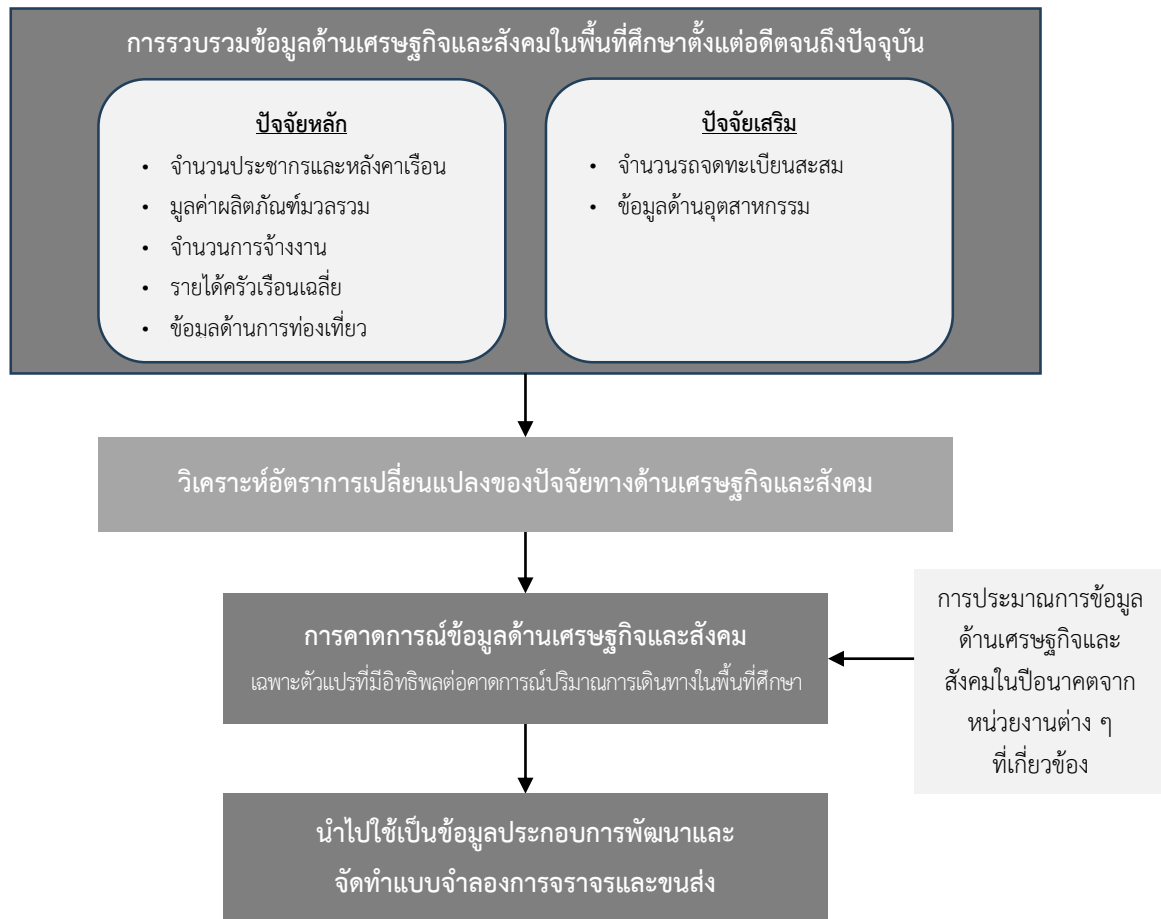 การรวบรวมข้อมูลด้านเศรษฐกิจและสังคมในพื้นที่ศึกษาตั้งแต่อดีตจนถึงปัจจุบัน
ปัจจัยหลัก
• จำนวนประชากรและหลังคาเรือน
• มูลค่าผลิตภัณฑ์มวลรวม
• จำนวนการจ้างงาน
• รายได้ครัวเรือนเฉลี่ย
• ข้อมูลด้านการท่องเที่ยว
ปัจจัยเสริม
• จำนวนรถจดทะเบียนสะสม
• ข้อมูลด้านอุตสาหกรรม
วิเคราะห์อัตราการเปลี่ยนแปลงของปัจจัยทางด้านเศรษฐกิจและสังคม
การคาดการณ์ข้อมูลด้านเศรษฐกิจและสังคม
เฉพาะตัวแปรที่มีอิทธิพลต่อคาดการณ์ปริมาณการเดินทางในพื้นที่ศึกษา
การประมาณการข้อมูล
ด้านเศรษฐกิจและ
สังคมในปีอนาคตจาก
หน่วยงานต่าง ๆ
ที่เกี่ยวข้อง
นำไปใช้เป็นข้อมูลประกอบการพัฒนาและ
จัดทำแบบจำลองการจราจรและขนส่ง